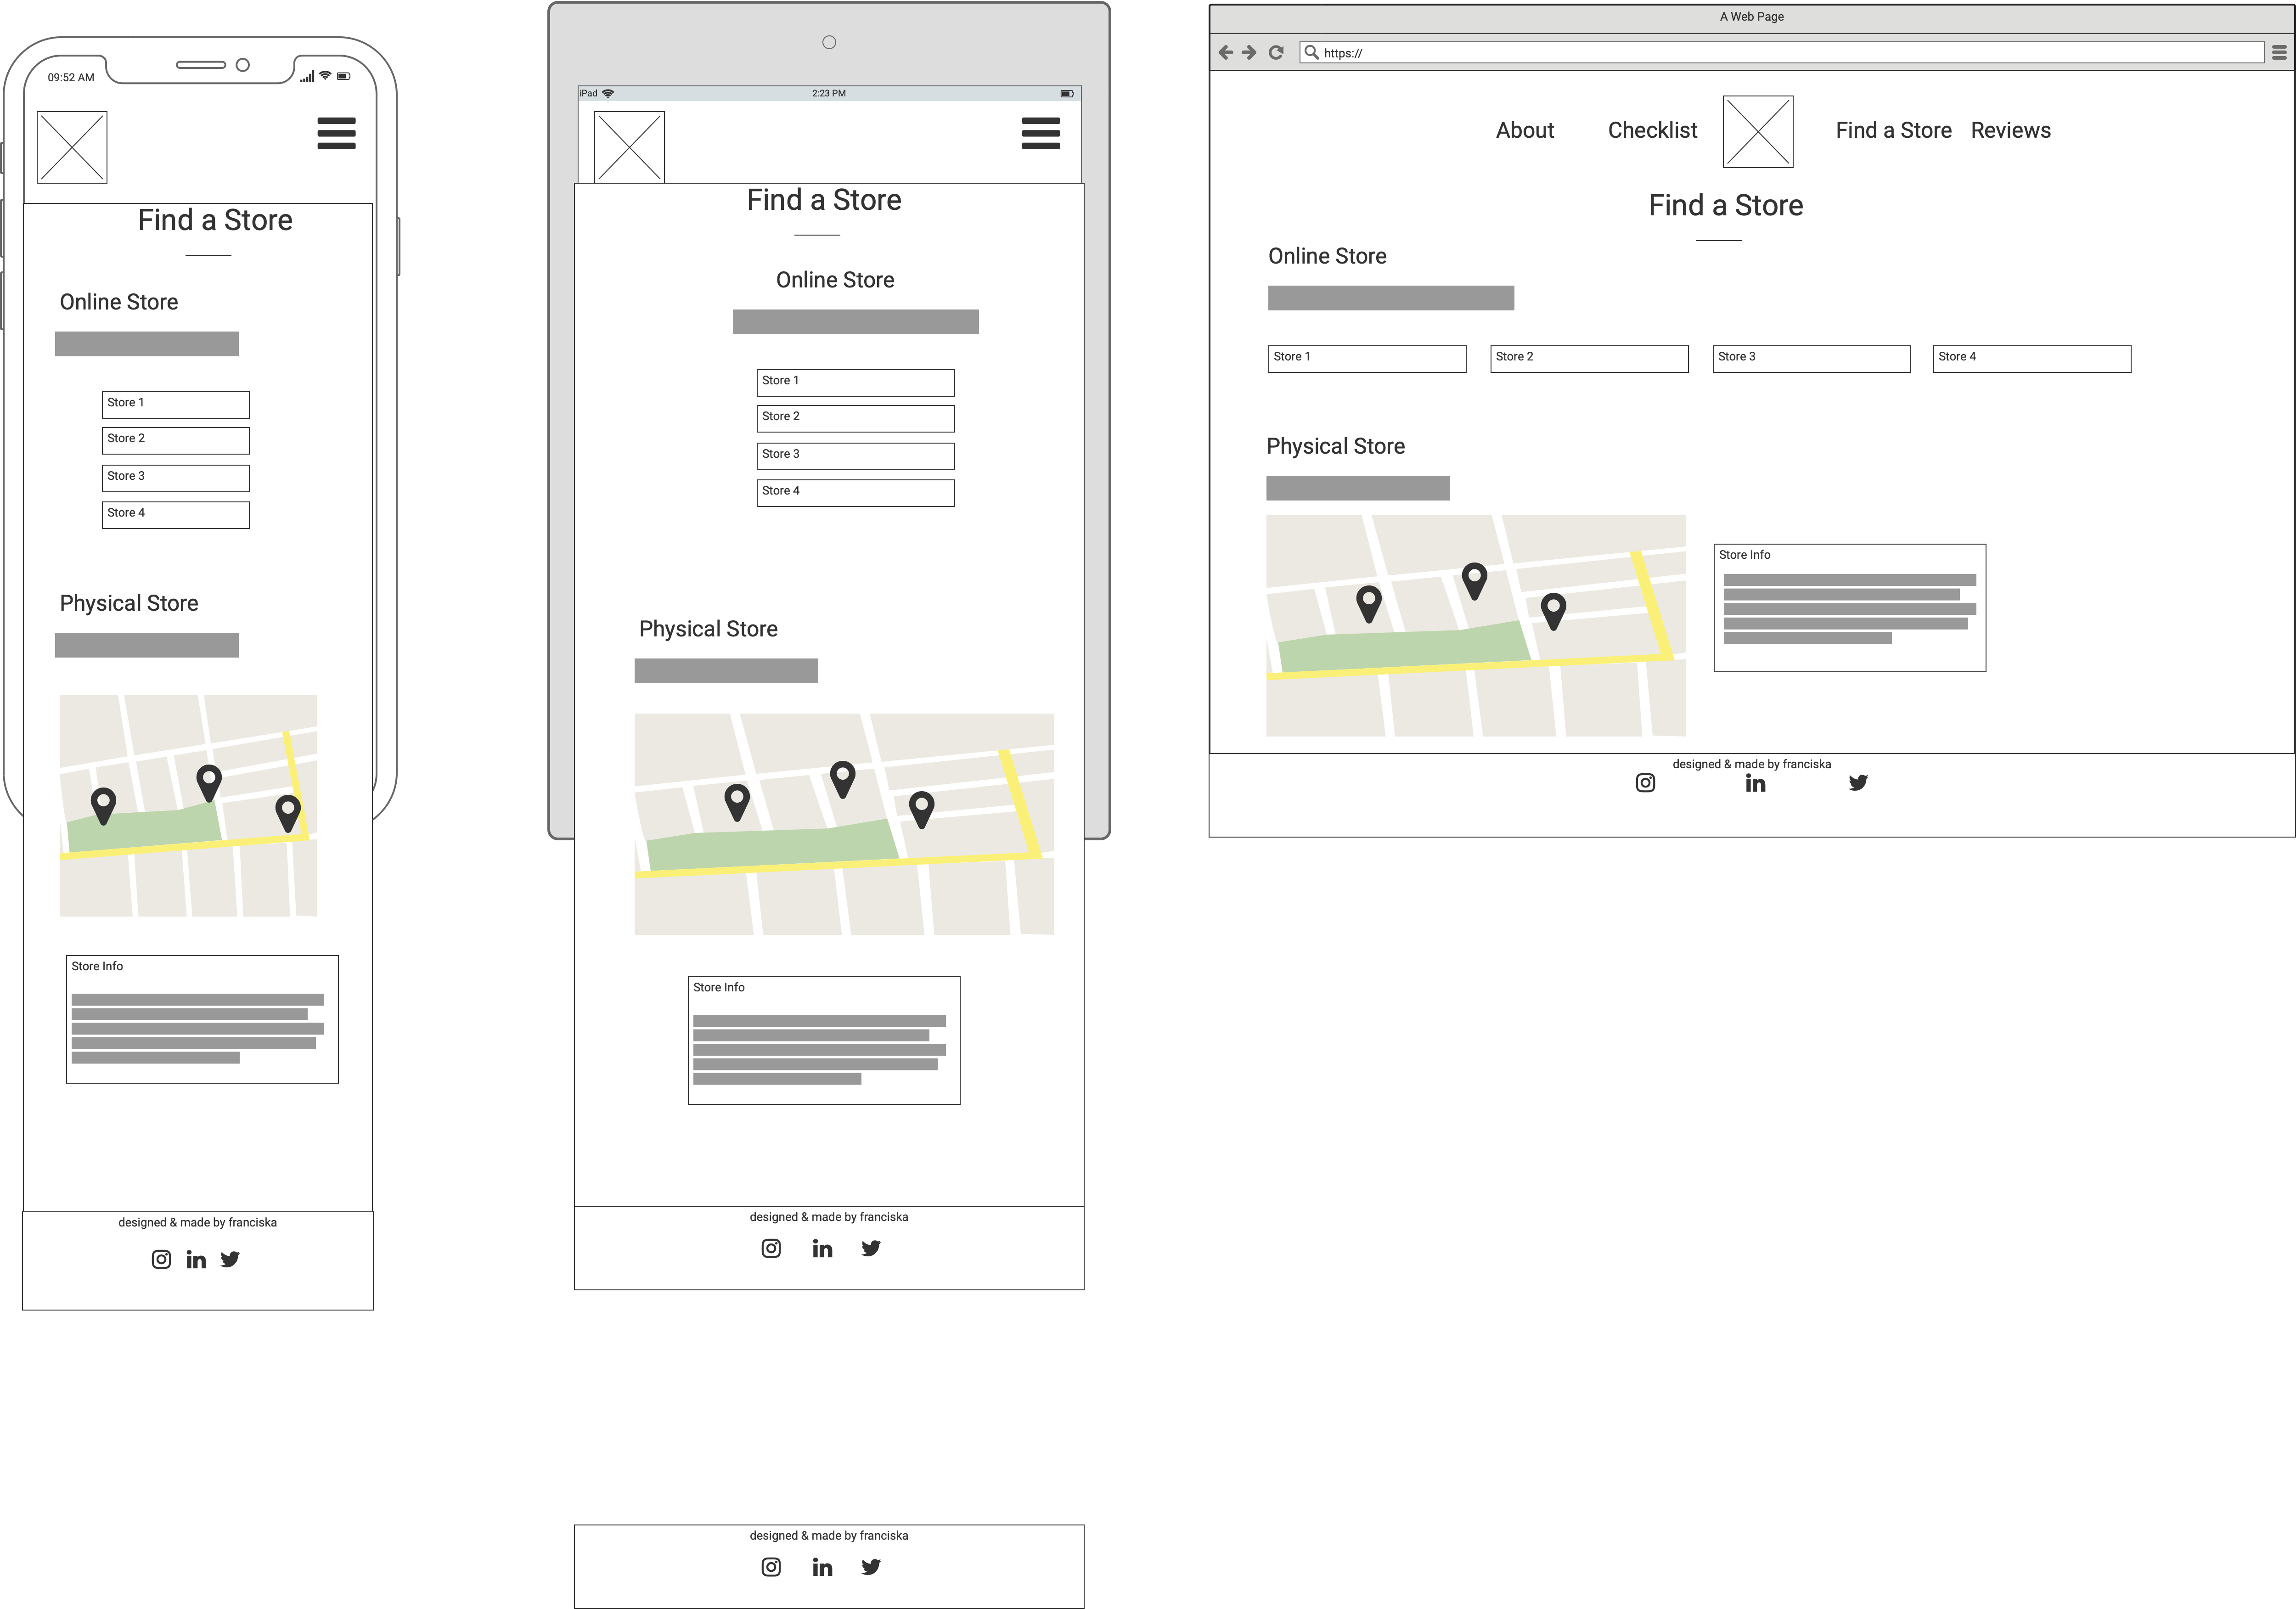 09:52 AM
Find a Store
Online Store
Store 1
Store 2
Store 3
Store 4
Physical Store
Store Info
designed & made by franciska
in
iPad
2:23 PM
Find a Store
Online Store
Store 1
Store 2
Store 3
Store 4
Physical Store
Store Info
designed & made by franciska
in
designed & made by franciska
in
A Web Page
https://
About Checklist Find a Store Reviews
Find a Store
Online Store
Store 1 Store 2 Store 3 Store 4
Physical Store
Store Info
designed & made by franciska
in